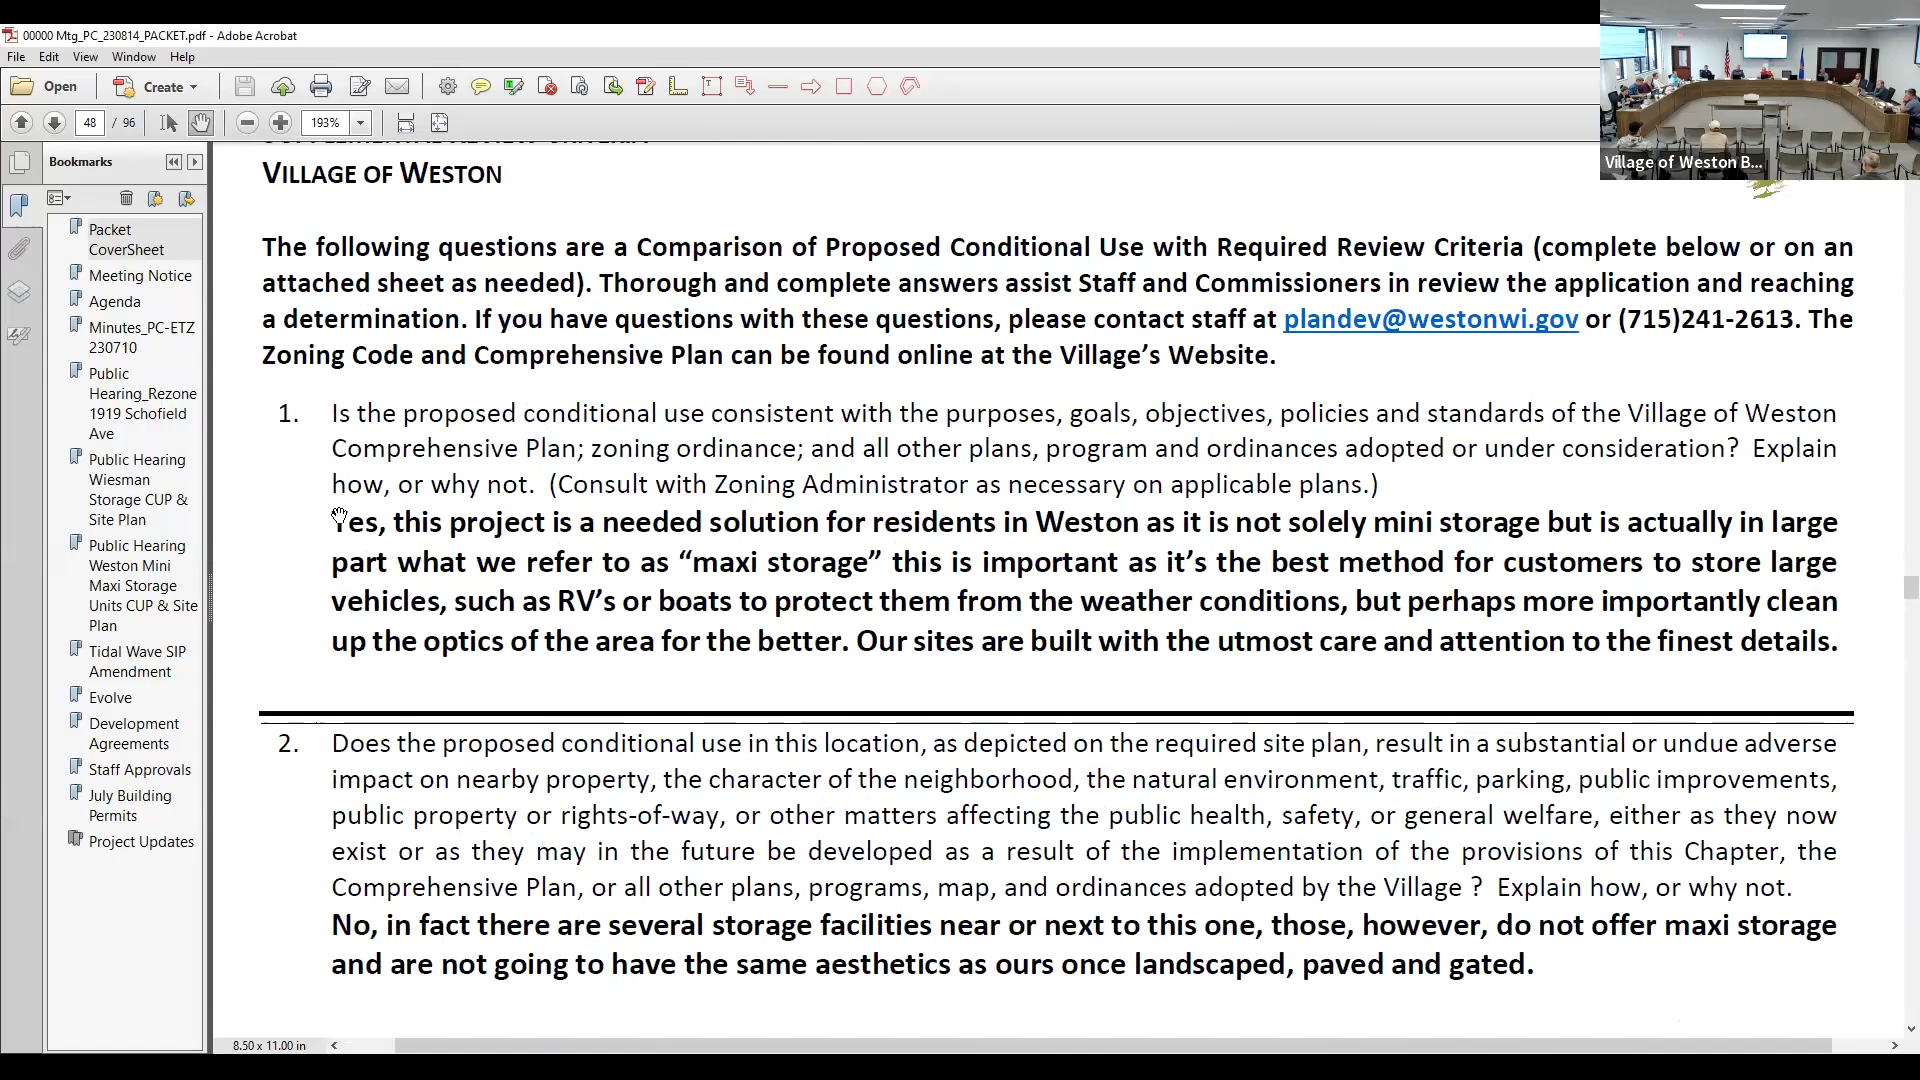 00000 Mtg_PC_230814_PACKET.pdf - Adobe Acrobat
File Edit View Window Help
Open Create
48 / 96 193%
Bookmarks
Packet
CoverSheet
Meeting Notice
Agenda
Minutes_PC-ETZ
230710
Public
Hearing_Rezone
1919 Schofield
Ave
Public Hearing
Wiesman
Storage CUP &
Site Plan
Public Hearing
Weston Mini
Maxi Storage
Units CUP & Site
Plan
Tidal Wave SIP
Amendment
Evolve
Development
Agreements
Staff Approvals
July Building
Permits
Project Updates
Village of Weston B...
VILLAGE OF WESTON
The following questions are a Comparison of Proposed Conditional Use with Required Review Criteria (complete below or on an
attached sheet as needed). Thorough and complete answers assist Staff and Commissioners in review the application and reaching
a determination. If you have questions with these questions, please contact staff at plandev@westonwi.gov or (715)241-2613. The
Zoning Code and Comprehensive Plan can be found online at the Village’s Website.
1. Is the proposed conditional use consistent with the purposes, goals, objectives, policies and standards of the Village of Weston
Comprehensive Plan; zoning ordinance; and all other plans, program and ordinances adopted or under consideration? Explain
how, or why not. (Consult with Zoning Administrator as necessary on applicable plans.)
Yes, this project is a needed solution for residents in Weston as it is not solely mini storage but is actually in large
part what we refer to as “maxi storage” this is important as it’s the best method for customers to store large
vehicles, such as RV’s or boats to protect them from the weather conditions, but perhaps more importantly clean
up the optics of the area for the better. Our sites are built with the utmost care and attention to the finest details.
2. Does the proposed conditional use in this location, as depicted on the required site plan, result in a substantial or undue adverse
impact on nearby property, the character of the neighborhood, the natural environment, traffic, parking, public improvements,
public property or rights-of-way, or other matters affecting the public health, safety, or general welfare, either as they now
exist or as they may in the future be developed as a result of the implementation of the provisions of this Chapter, the
Comprehensive Plan, or all other plans, programs, map, and ordinances adopted by the Village ? Explain how, or why not.
No, in fact there are several storage facilities near or next to this one, those, however, do not offer maxi storage
and are not going to have the same aesthetics as ours once landscaped, paved and gated.
8.50 x 11.00 in